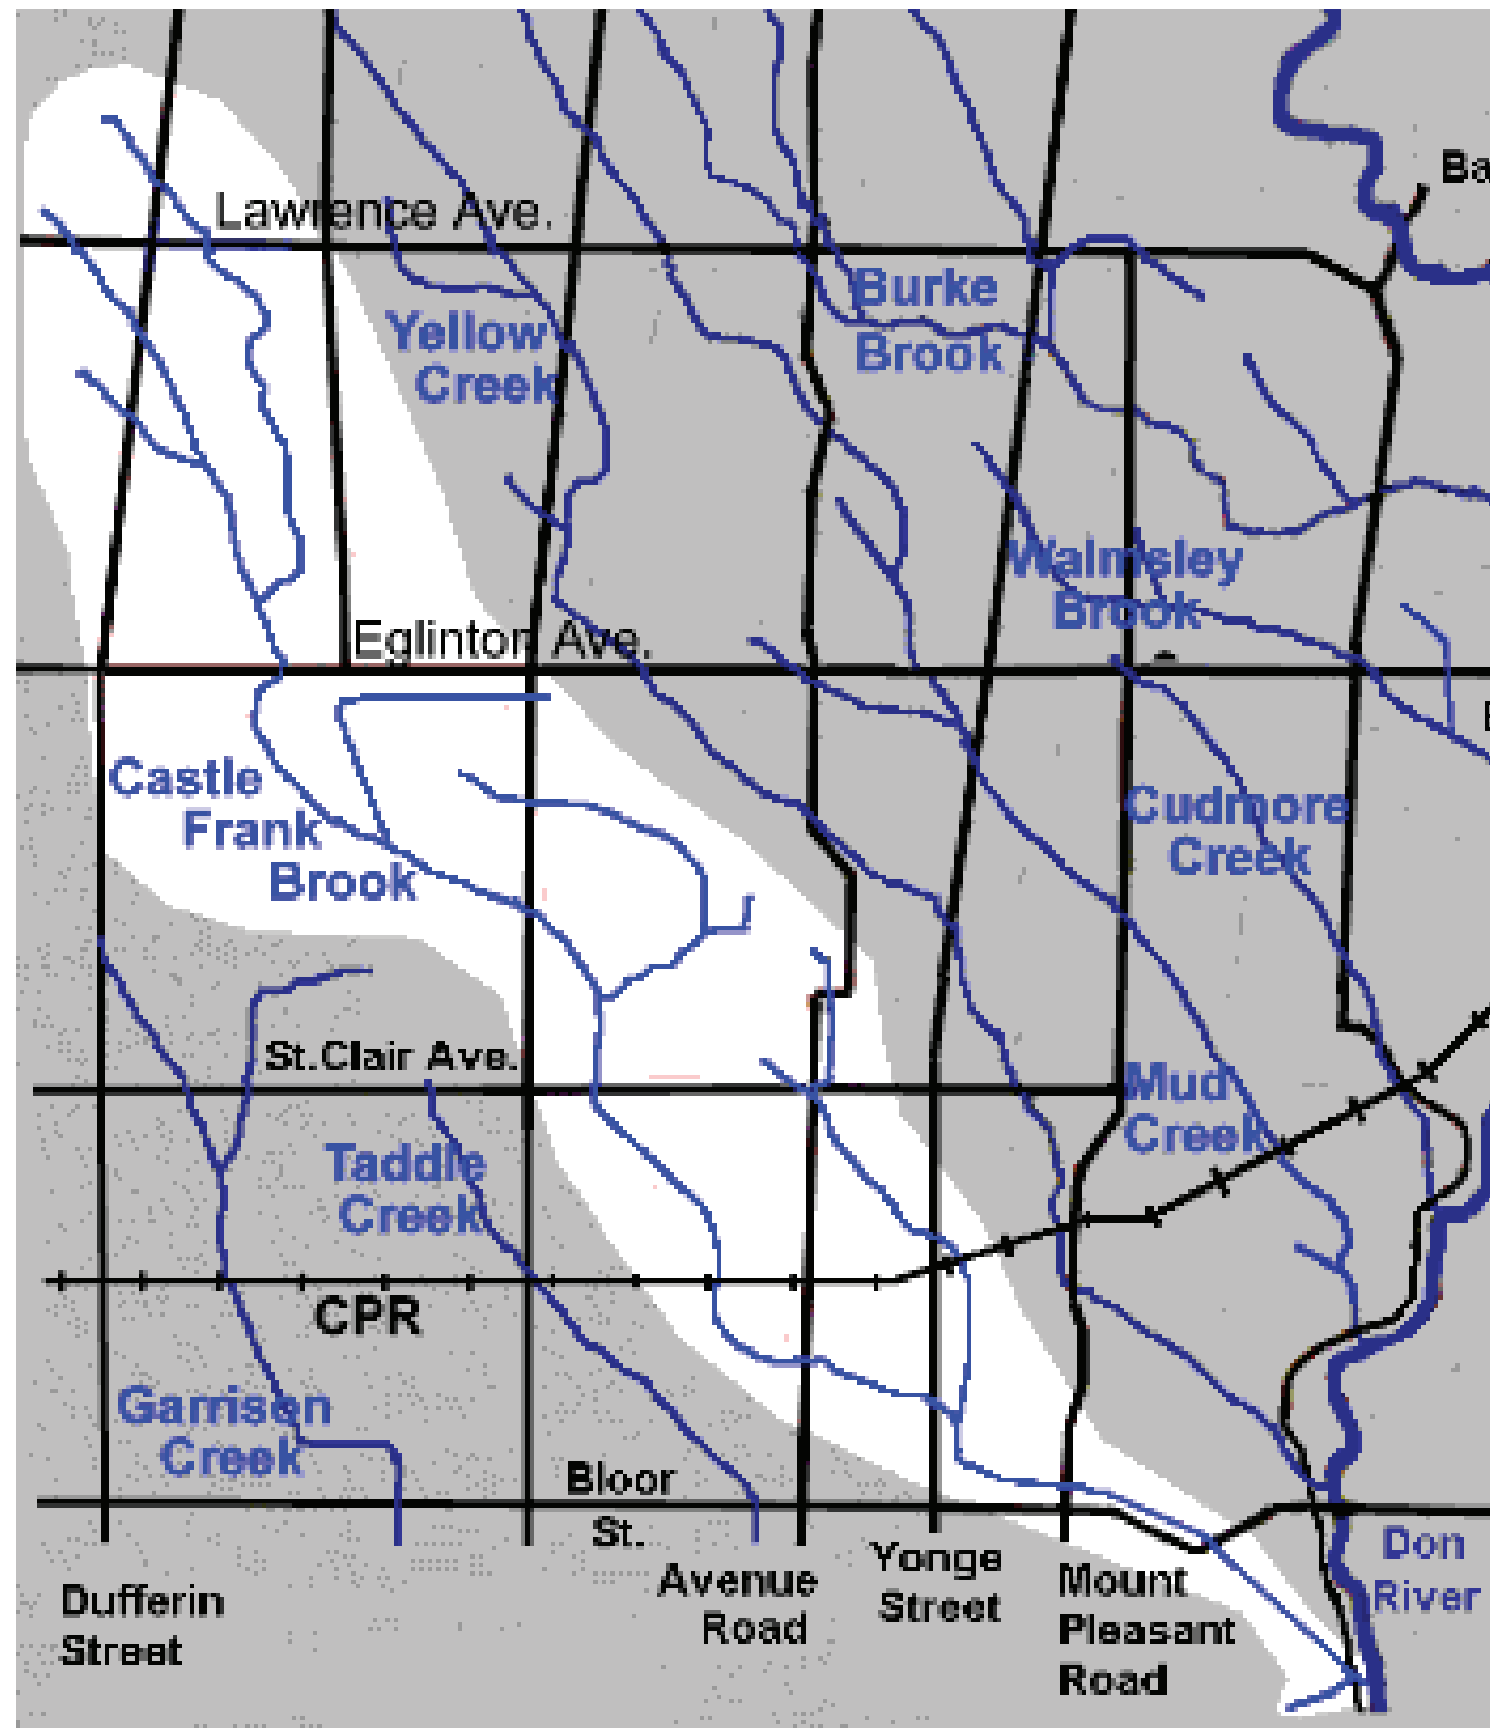 Ba
Lawrence Ave.
Burke
Brook
Yellow
Creek
Walmsley
Brook
Eglinton Ave.
E
Castle
Frank
Brook
Cudmore
Creek
St.Clair Ave.
Mud
Creek
Taddle
Creek
CPR
Garrison
Creek
Bloor
St.
Don
River
Yonge
Street
Avenue
Road
Mount
Pleasant
Road
Dufferin
Street